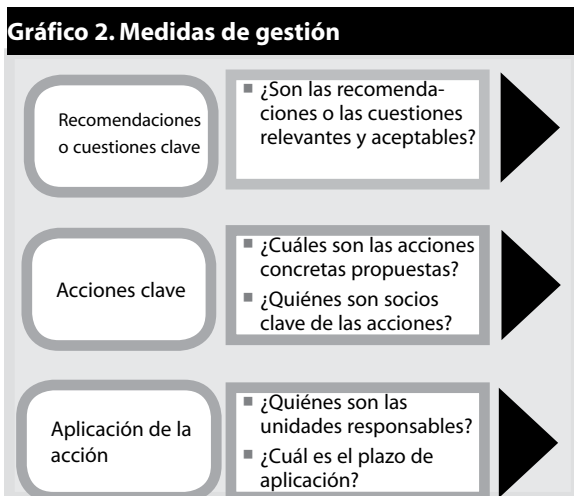 Gráfico 2. Medidas de gestión
Recomendaciones
o cuestiones clave
▪ ¿Son las recomenda-
ciones o las cuestiones
relevantes y aceptables?
Acciones clave
▪ ¿Cuáles son las acciones
concretas propuestas?
▪ ¿Quiénes son socios
clave de las acciones?
Aplicación de la
acción
▪ ¿Quiénes son las
unidades responsables?
▪ ¿Cuál es el plazo de
aplicación?